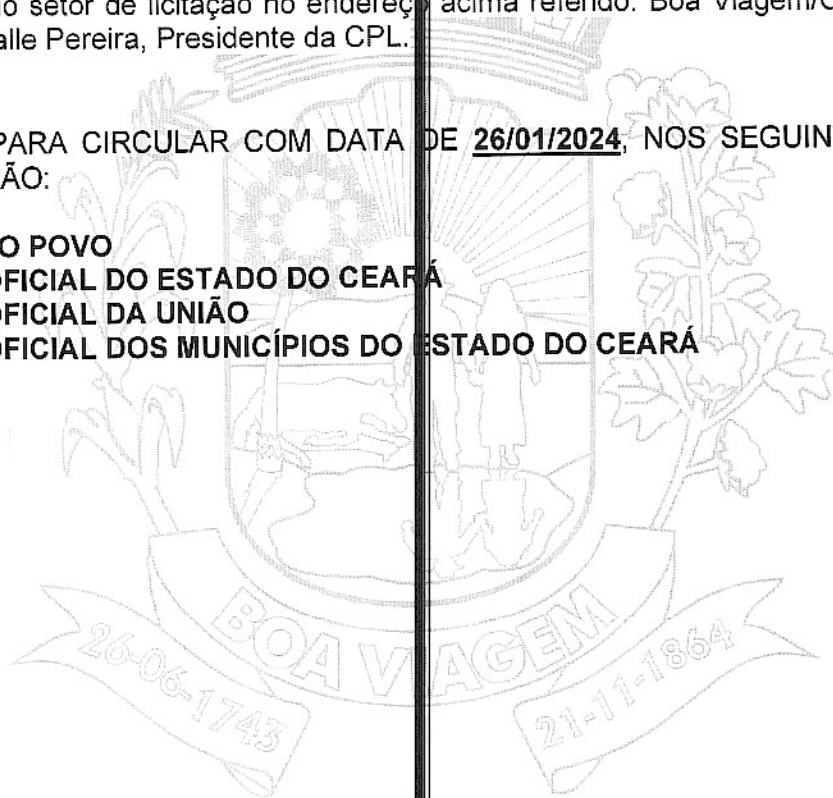 lo setor de licitação no endereço acima referido. Boa Viagem/C
alle Pereira, Presidente da CPL.
PARA CIRCULAR COM DATA DE 26/01/2024, NOS SEGUIN
ÃO:
O POVO
OFICIAL DO ESTADO DO CEARÁ
OFICIAL DA UNIÃO
OFICIAL DOS MUNICÍPIOS DO ESTADO DO CEARÁ
BOA VIAGEM
26-06-1743
21-11-1864